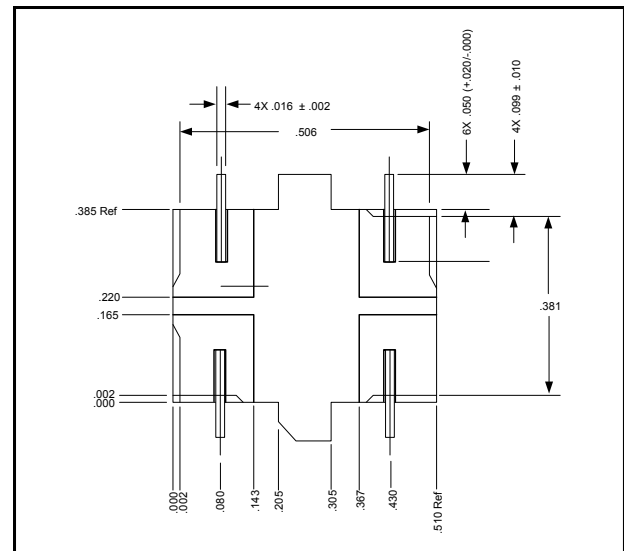 6X .050 (+.020/-.000)
4X .099 ± .010
4X .016 ± .002
.506
.385 Ref
.220
.165
.381
.002
.000
.000
.002
.080
.143
.205
.305
.367
.430
.510 Ref